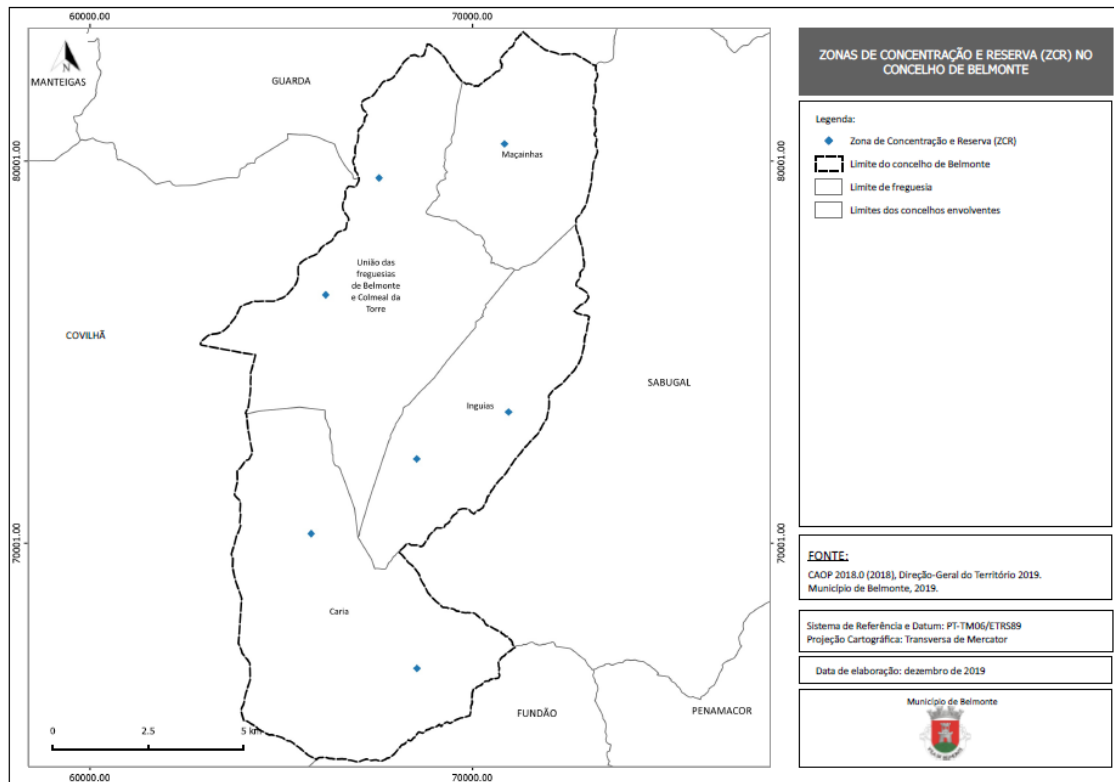 60000.00
70000.00
ZONAS DE CONCENTRAÇÃO E RESERVA (ZCR) NO
CONCELHO DE BELMONTE
N
MANTEIGAS
GUARDA
Legenda:
Zona de Concentração e Reserva (ZCR)
Limite do concelho de Belmonte
Limite de freguesia
Limites dos concelhos envolventes
Maçainhas
80001.00
80001.00
União das
freguesias
de Belmonte
e Colmeal da
Torre
COVILHÃ
SABUGAL
Inguias
70001.00
70001.00
FONTE:
CAOP 2018.0 (2018), Direção-Geral do Território 2019.
Município de Belmonte, 2019.
Caria
Sistema de Referência e Datum: PT-TM06/ETRS89
Projeção Cartográfica: Transversa de Mercator
Data de elaboração: dezembro de 2019
FUNDÃO
PENAMACOR
Município de Belmonte
0
2.5
5 km
60000.00
70000.00